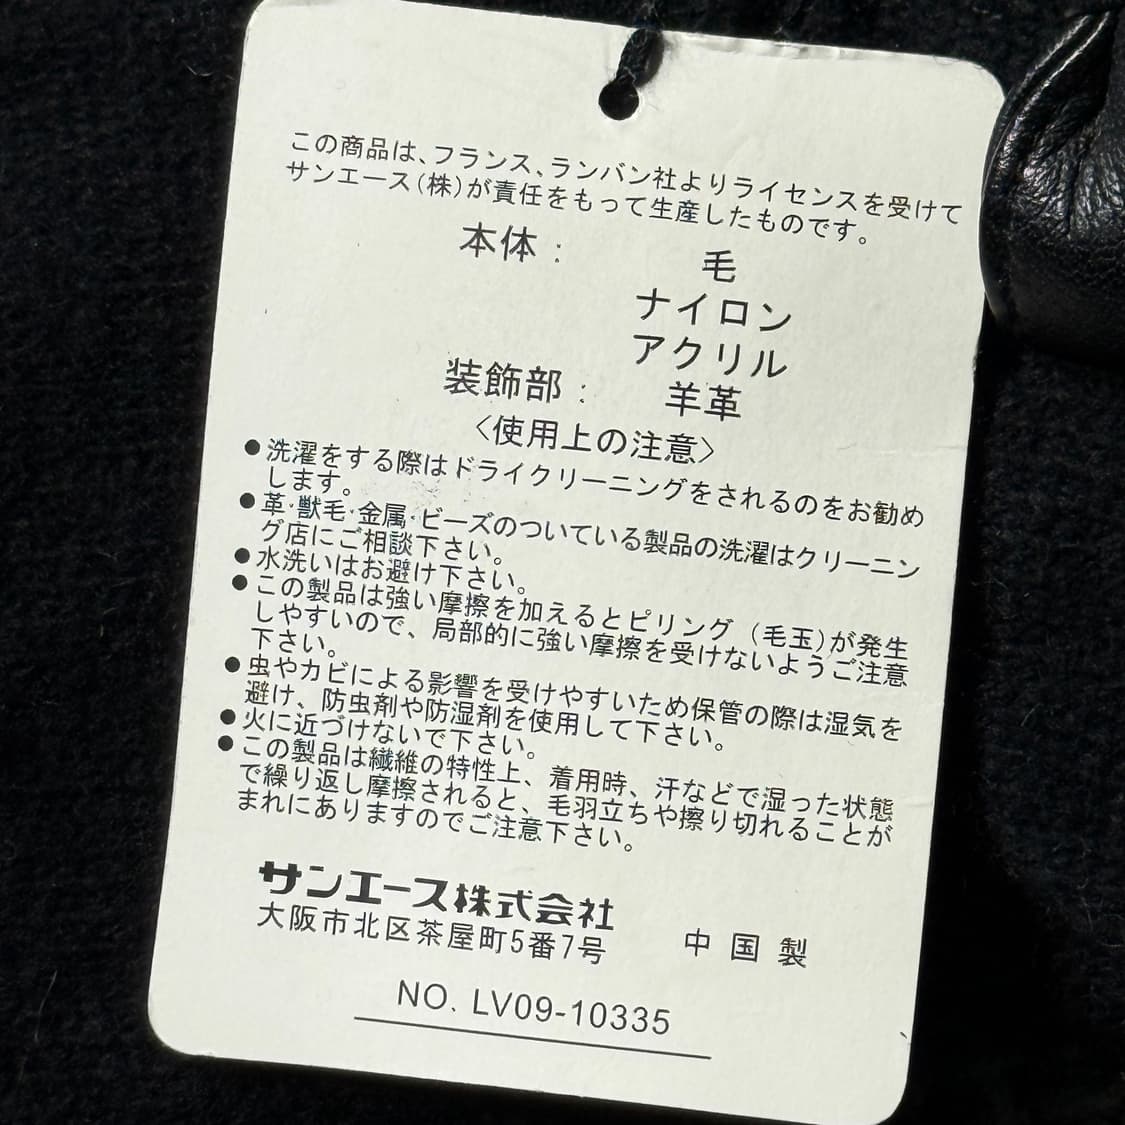 この商品は、フランス、ランバン社よりライセンスを受けて
サンエース(株)が責任をもって生産したものです。
本体： 毛
ナイロン
アクリル
装飾部： 羊革
〈使用上の注意〉
●洗濯をする際はドライクリーニングをされるのをお勧め
します。
●革・獣毛・金属・ビーズのついている製品の洗濯はクリーニン
グ店にご相談下さい。
●水洗いはお避け下さい。
●この製品は強い摩擦を加えるとピリング(毛玉)が発生
しやすいので、局部的に強い摩擦を受けないようご注意
下さい。
●虫やカビによる影響を受けやすいため保管の際は湿気を
避け、防虫剤や防湿剤を使用して下さい。
●火に近づけないで下さい。
●この製品は繊維の特性上、着用時、汗などで湿った状態
で繰り返し摩擦されると、毛羽立ちや擦り切れることが
まれにありますのでご注意下さい。
サンエース株式会社
大阪市北区茶屋町5番7号 中国製
NO. LV09-10335